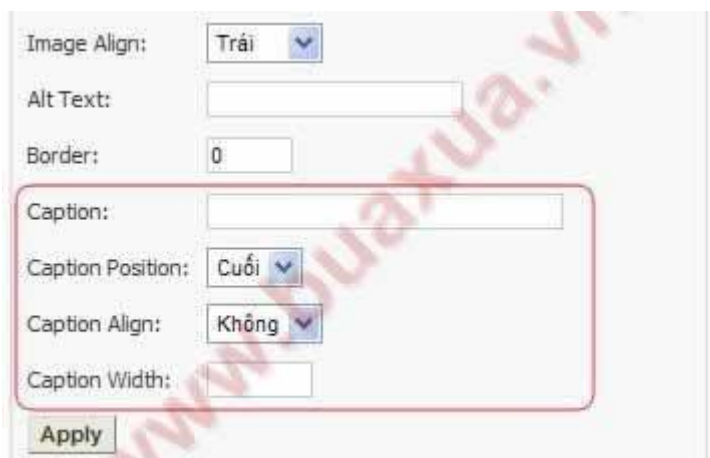 Image Align: Trái
Alt Text:
Border: 0
Caption:
Caption Position: Cuối
Caption Align: Không
Caption Width:
Apply
www.buaxua.vn